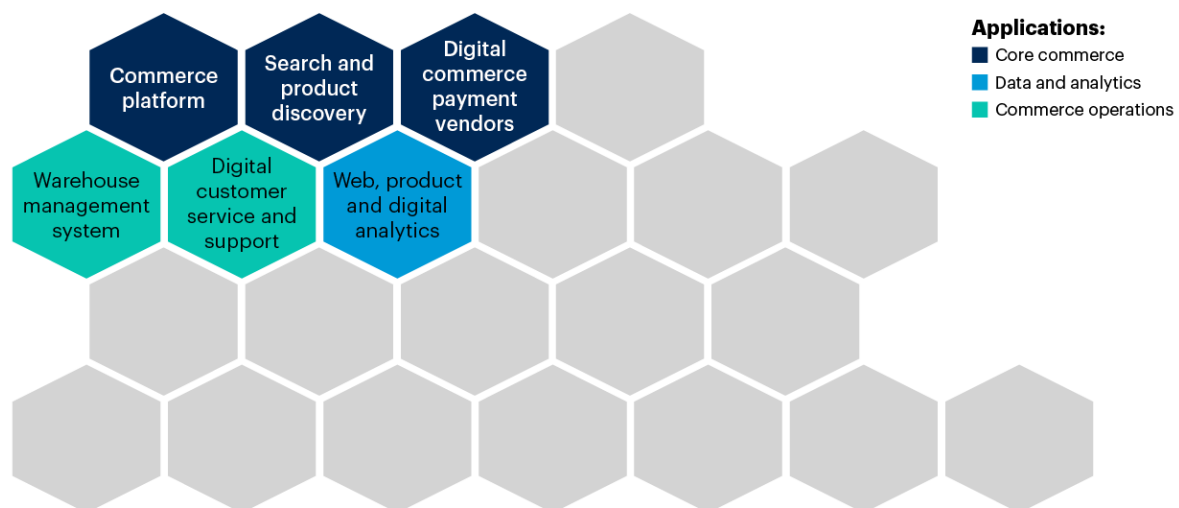 Commerce
platform
Search and
product
discovery
Digital
commerce
payment
vendors
Warehouse
management
system
Digital
customer
service and
support
Web, product
and digital
analytics
Applications:
Core commerce
Data and analytics
Commerce operations